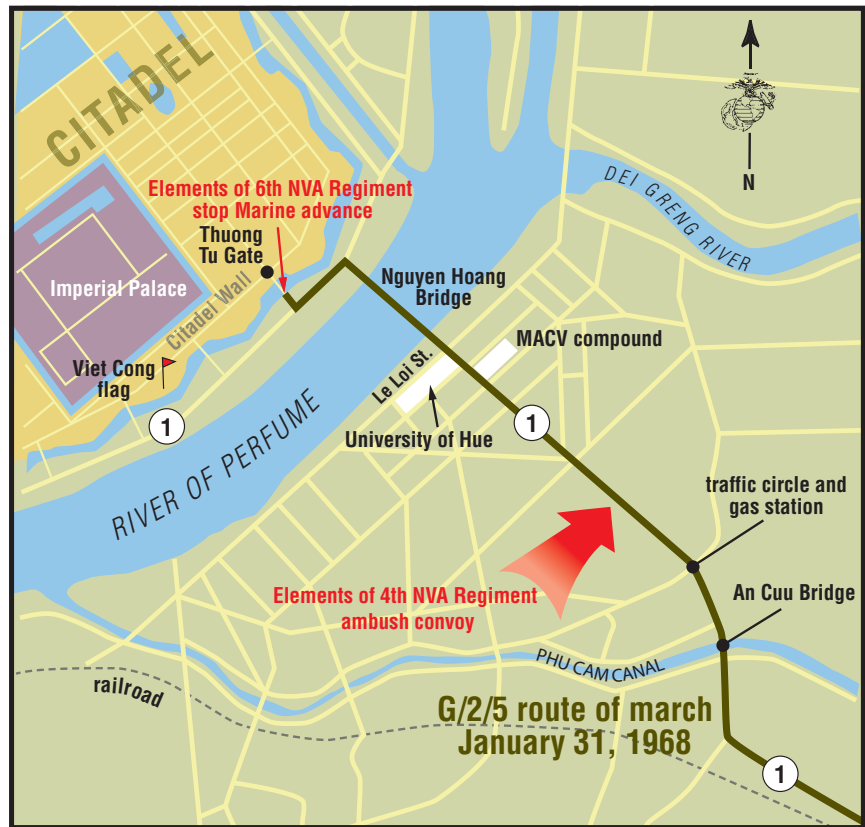 CITADEL
Elements of 6th NVA Regiment
stop Marine advance
Thuong
Tu Gate
Imperial Palace
Citadel Wall
Viet Cong
flag
1
RIVER OF PERFUME
Nguyen Hoang
Bridge
Le Loi St.
MACV compound
University of Hue
1
N
DEI GRENG RIVER
traffic circle and
gas station
An Cuu Bridge
Elements of 4th NVA Regiment
ambush convoy
PHU CAM CANAL
railroad
G/2/5 route of march
January 31, 1968
1